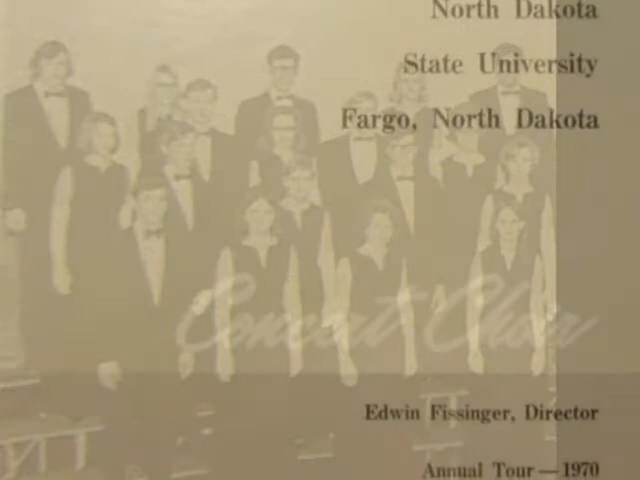 North Dakota
State University
Fargo, North Dakota
Concert Choir
Edwin Fissinger, Director
Annual Tour — 1970